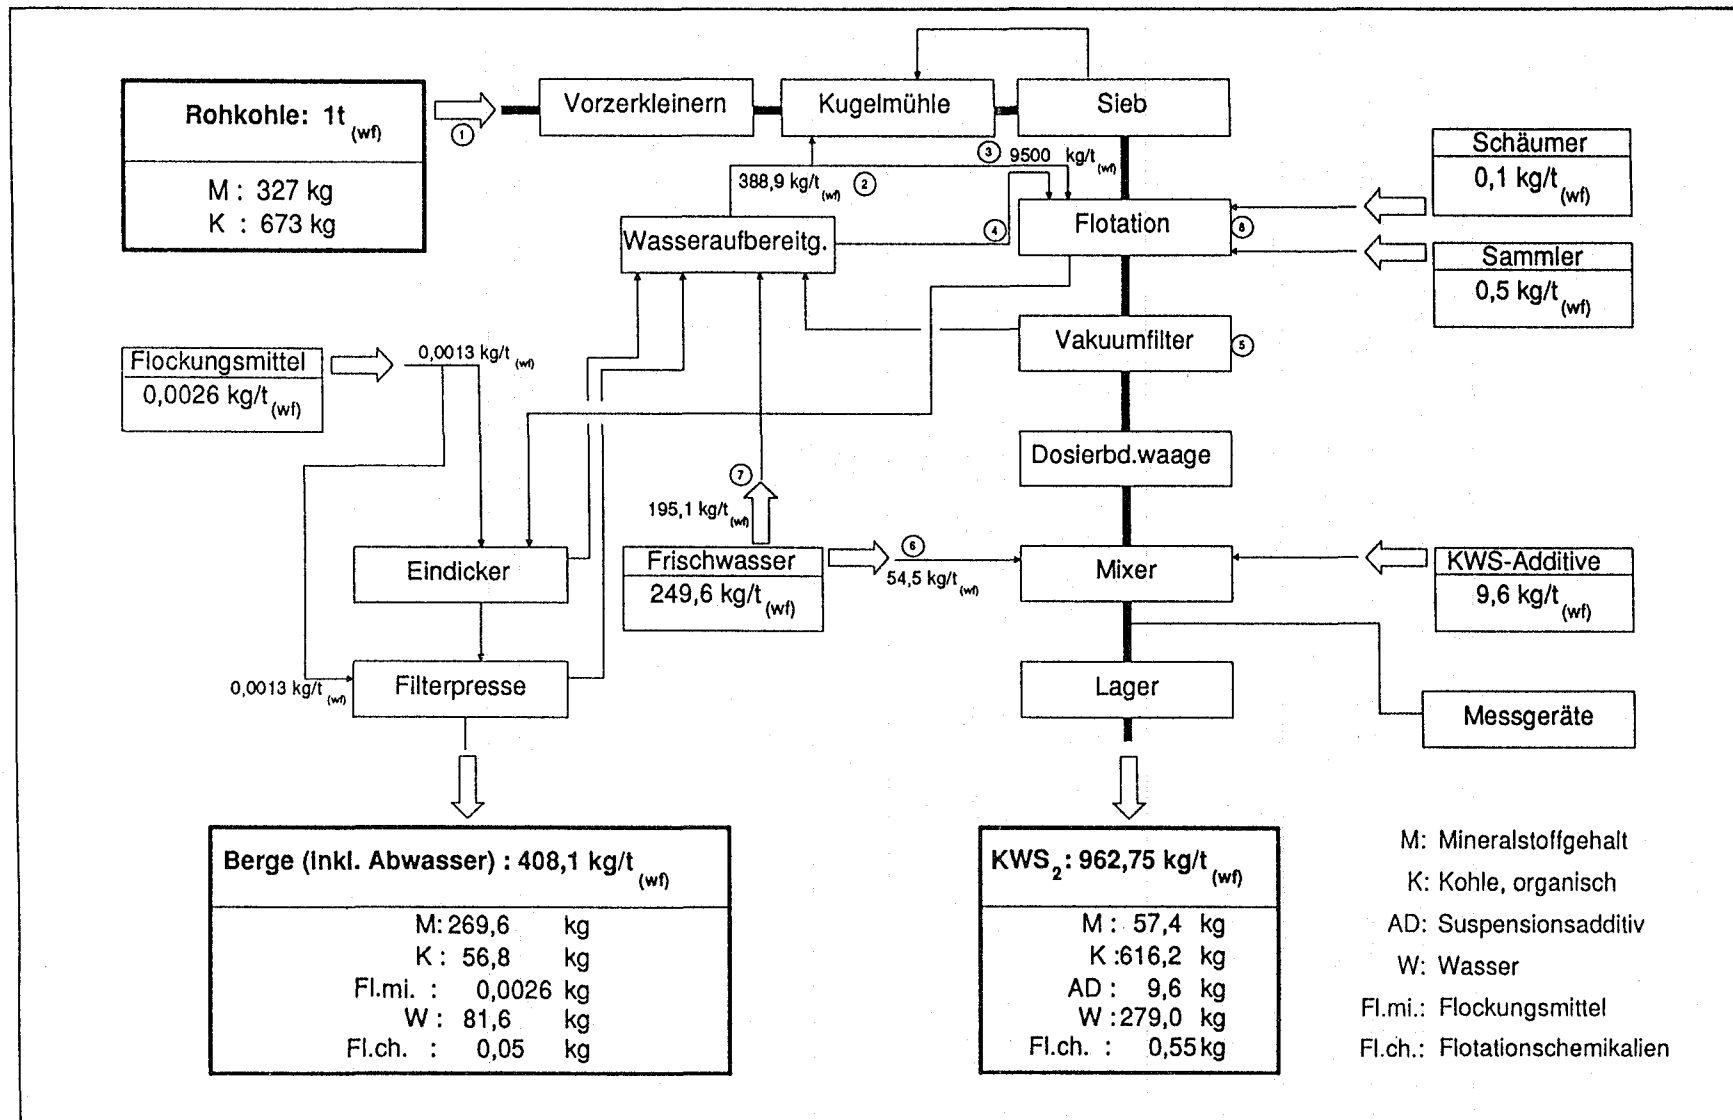 Rohkohle: 1t (wf)
M : 327 kg
K : 673 kg
1
Vorzerkleinern
Kugelmühle
Sieb
3
9500 kg/t (wf)
388,9 kg/t (wf)
2
Schäumer
0,1 kg/t (wf)
Wasseraufbereitg.
4
Flotation
8
Sammler
0,5 kg/t (wf)
Flockungsmittel
0,0026 kg/t (wf)
0,0013 kg/t (wf)
Vakuumfilter
5
Dosierbd.waage
7
195,1 kg/t (wf)
Eindicker
Frischwasser
249,6 kg/t (wf)
6
54,5 kg/t (wf)
Mixer
KWS-Additive
9,6 kg/t (wf)
0,0013 kg/t (wf)
Filterpresse
Lager
Messgeräte
Berge (Inkl. Abwasser) : 408,1 kg/t (wf)
M: 269,6 kg
K : 56,8 kg
Fl.mi. : 0,0026 kg
W : 81,6 kg
Fl.ch. : 0,05 kg
KWS2 : 962,75 kg/t (wf)
M : 57,4 kg
K :616,2 kg
AD : 9,6 kg
W :279,0 kg
Fl.ch. : 0,55kg
M: Mineralstoffgehalt
K: Kohle, organisch
AD: Suspensionsadditiv
W: Wasser
Fl.mi.: Flockungsmittel
Fl.ch.: Flotationschemikalien